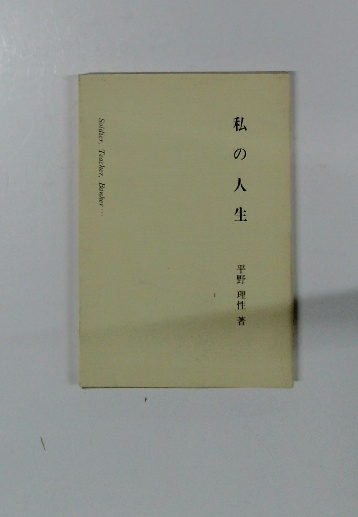 私の人生
平野 理性 著
Soldier, Teacher, Banker…